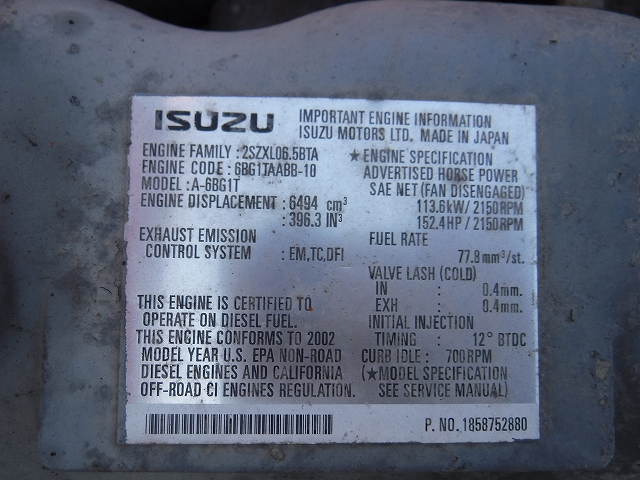 ISUZU
IMPORTANT ENGINE INFORMATION
ISUZU MOTORS LTD. MADE IN JAPAN
ENGINE FAMILY : 2SZXL06.5BTA
ENGINE CODE : 6BG1TAABB-10
MODEL : A-6BG1T
ENGINE DISPLACEMENT : 6494 cm³
: 396.3 IN³
EXHAUST EMISSION
CONTROL SYSTEM : EM,TC,DFI
THIS ENGINE IS CERTIFIED TO
OPERATE ON DIESEL FUEL.
THIS ENGINE CONFORMS TO 2002
MODEL YEAR U.S. EPA NON-ROAD
DIESEL ENGINES AND CALIFORNIA
OFF-ROAD CI ENGINES REGULATION.
★ENGINE SPECIFICATION
ADVERTISED HORSE POWER
SAE NET (FAN DISENGAGED)
113.6kW / 2150RPM
152.4HP / 2150RPM
FUEL RATE
77.8mm³/st.
VALVE LASH (COLD)
IN : 0.4mm.
EXH : 0.4mm.
INITIAL INJECTION
TIMING : 12° BTDC
CURB IDLE : 700RPM
(★MODEL SPECIFICATION
SEE SERVICE MANUAL)
P. NO.1858752880